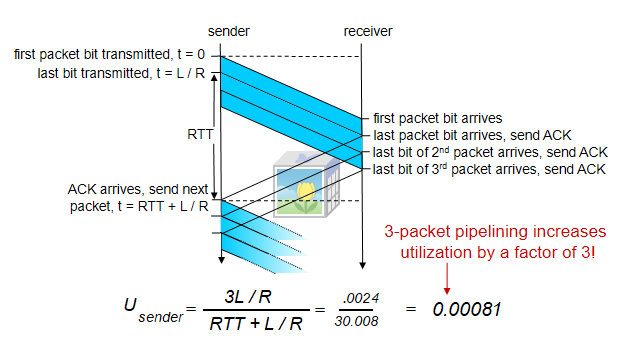 sender
receiver
first packet bit transmitted, t = 0
last bit transmitted, t = L / R
RTT
first packet bit arrives
last packet bit arrives, send ACK
last bit of 2nd packet arrives, send ACK
last bit of 3rd packet arrives, send ACK
ACK arrives, send next
packet, t = RTT + L / R
3-packet pipelining increases
utilization by a factor of 3!
U sender = 3L / R / RTT + L / R = .0024 / 30.008 = 0.00081